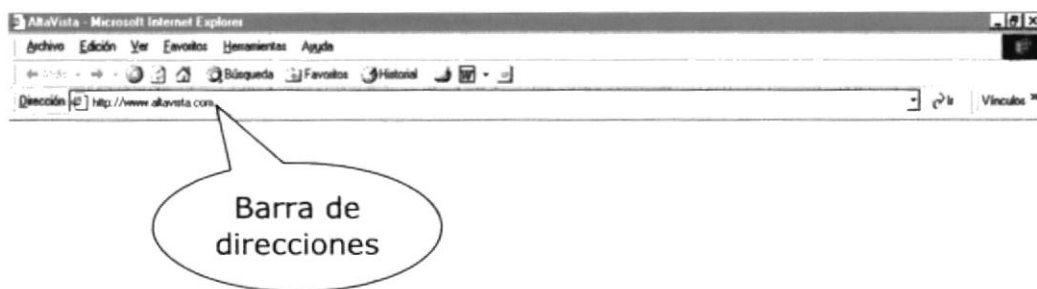 AltaVista - Microsoft Internet Explorer
Archivo Edición Ver Favoritos Herramientas Ayuda
Búsqueda Favoritos Historial
Dirección http://www.altavista.com Ir Vínculos »
Barra de
direcciones